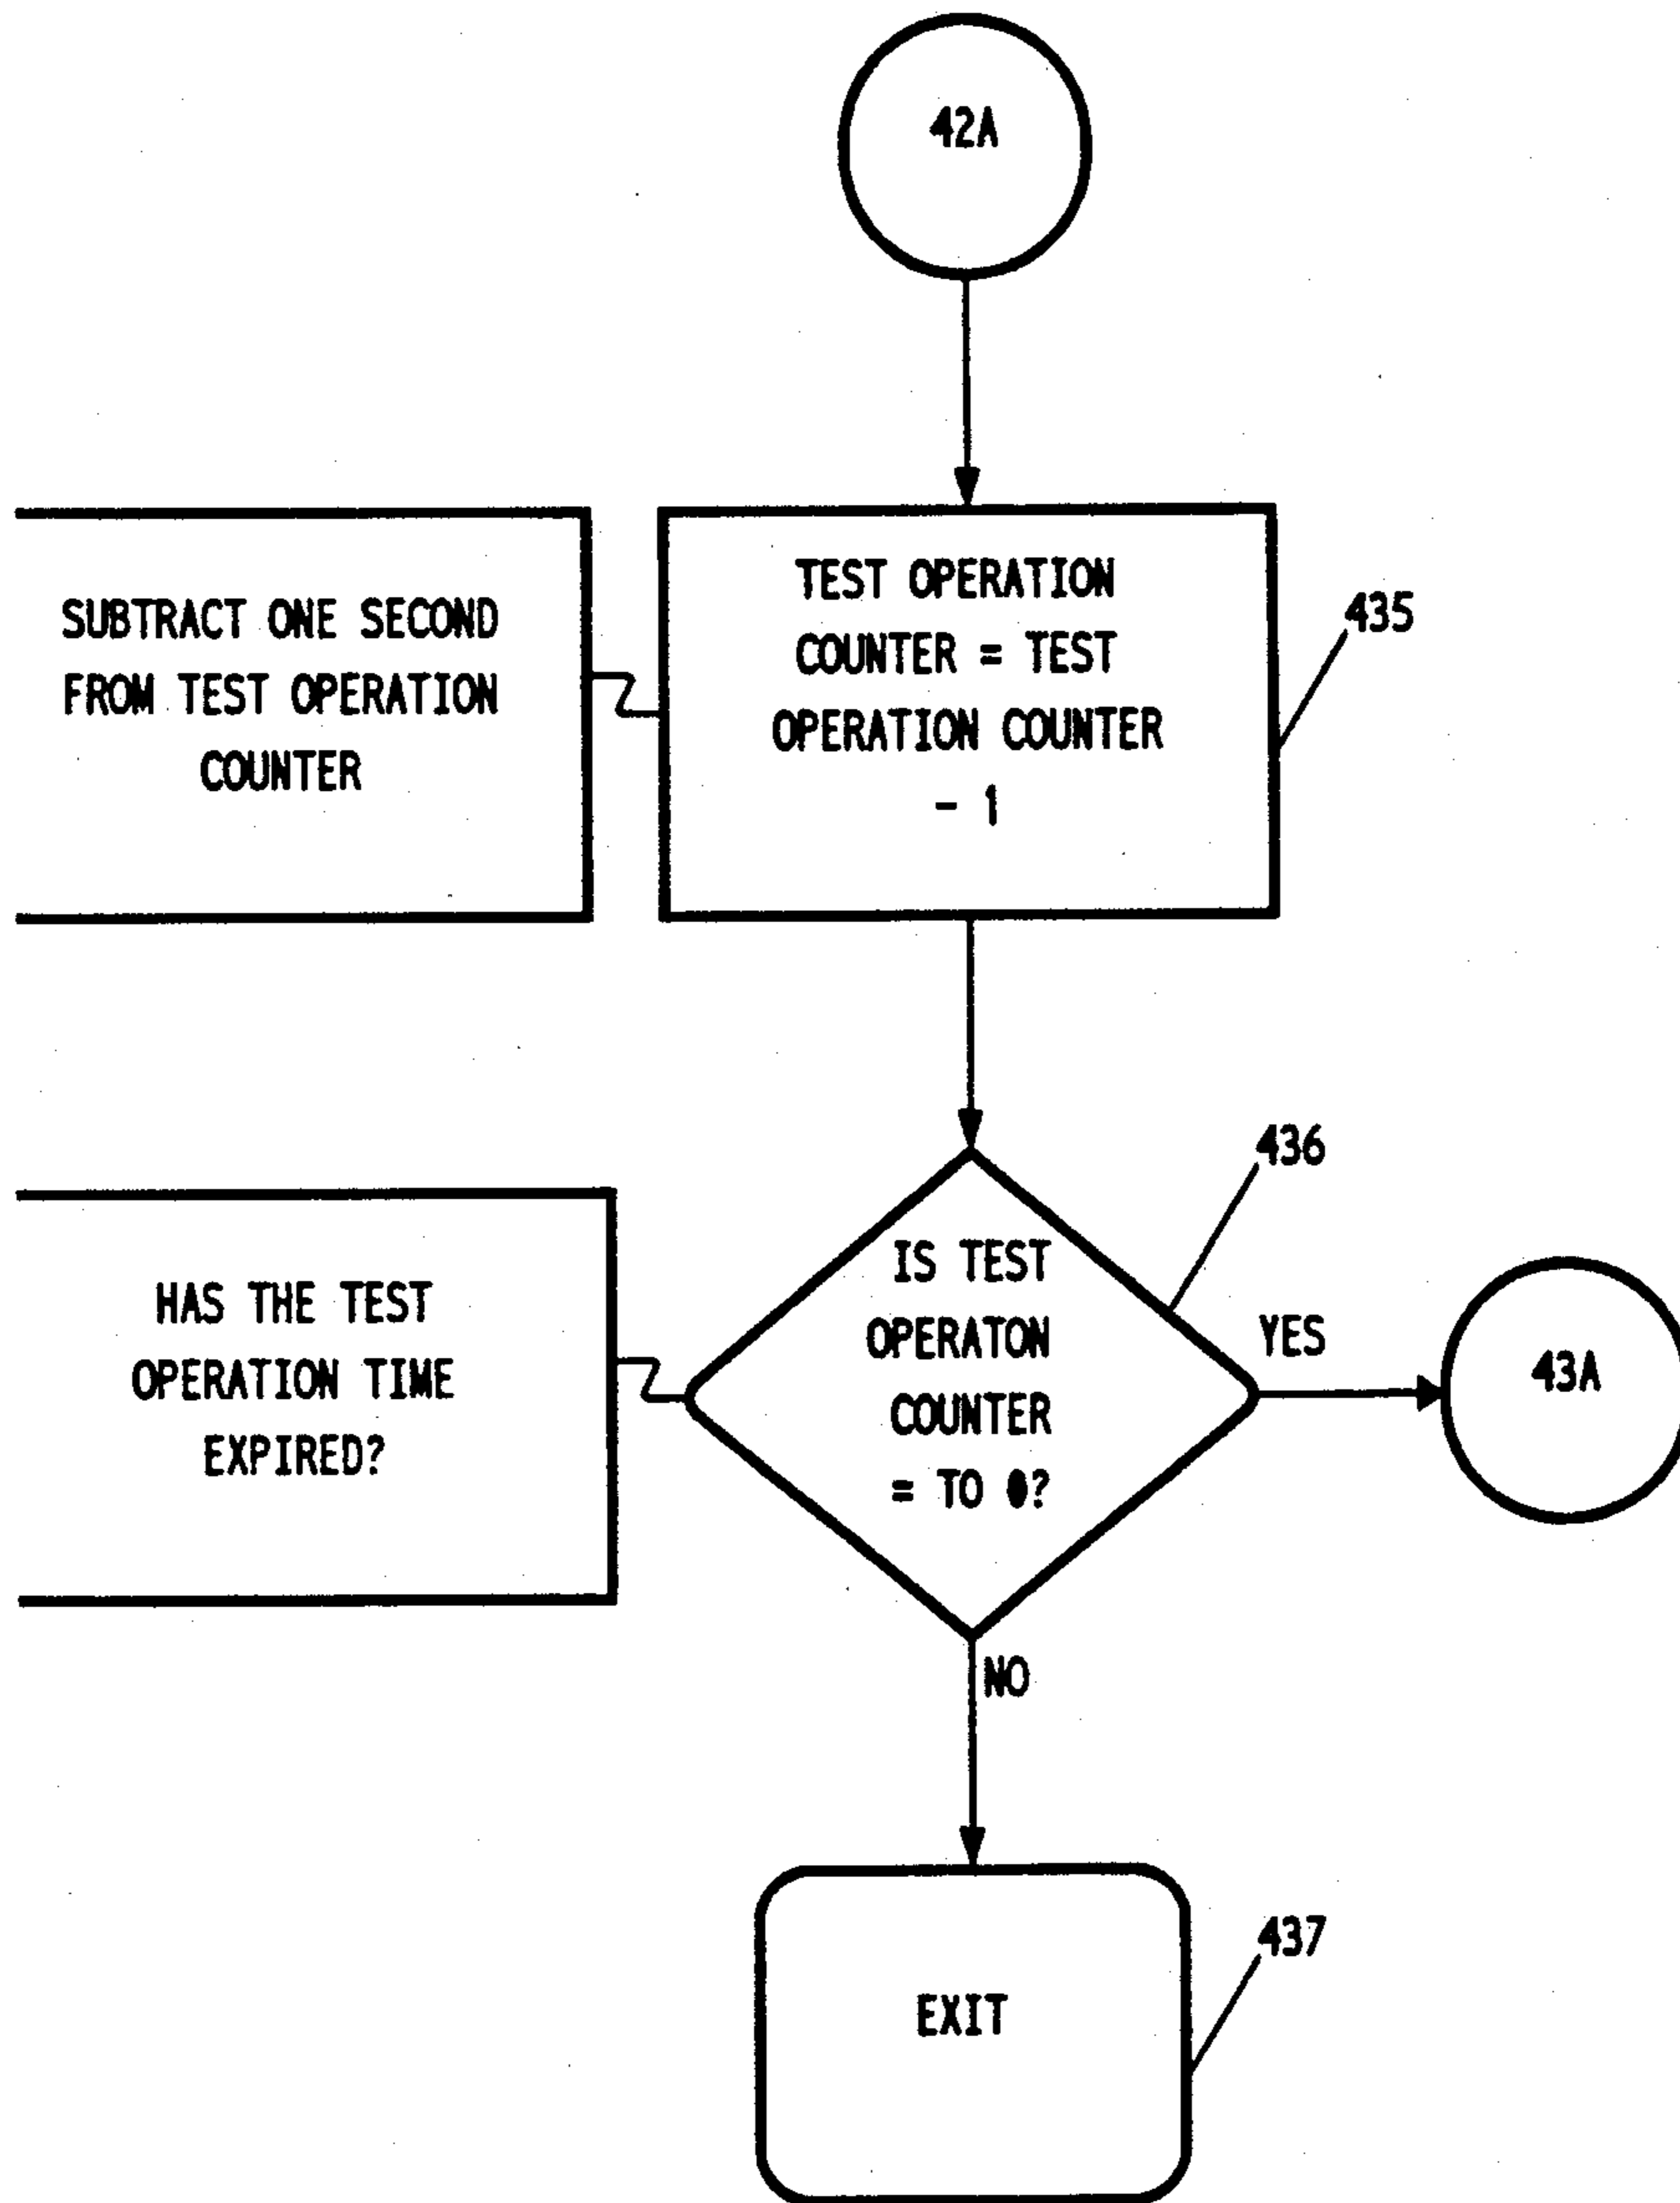 42A
SUBTRACT ONE SECOND
FROM TEST OPERATION
COUNTER
TEST OPERATION
COUNTER = TEST
OPERATION COUNTER
- 1
435
HAS THE TEST
OPERATION TIME
EXPIRED?
IS TEST
OPERATON
COUNTER
= TO 0?
436
YES
43A
NO
EXIT
437